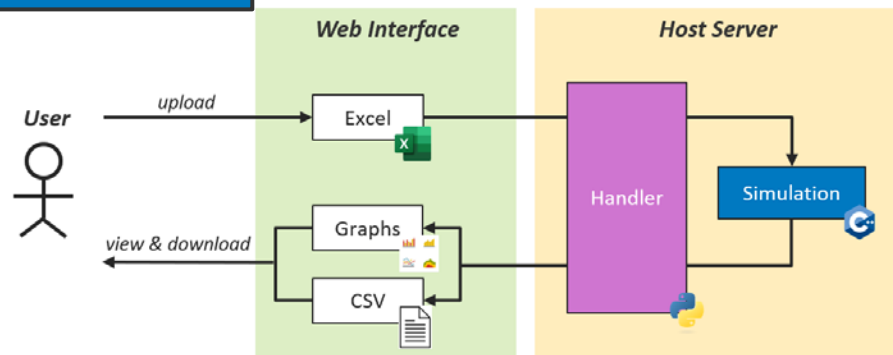 Web Interface
Host Server
User
upload
Excel
X
Handler
Simulation
C++
Graphs
view & download
CSV